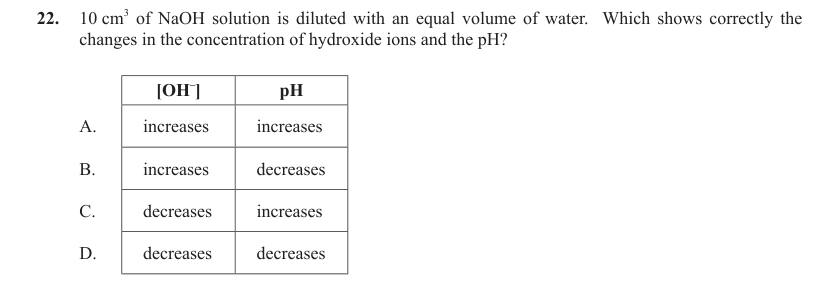 22. 10 cm³ of NaOH solution is diluted with an equal volume of water. Which shows correctly the
changes in the concentration of hydroxide ions and the pH?
[OH⁻] pH
A. increases increases
B. increases decreases
C. decreases increases
D. decreases decreases